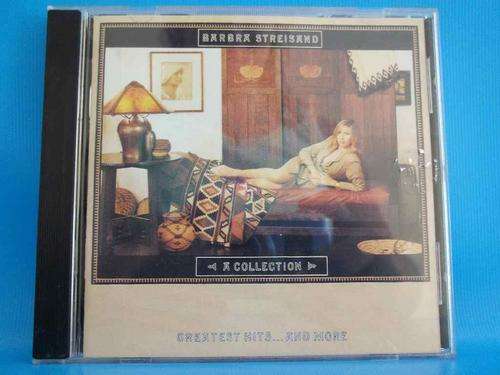 BARBRA STREISAND
A COLLECTION
GREATEST HITS...AND MORE